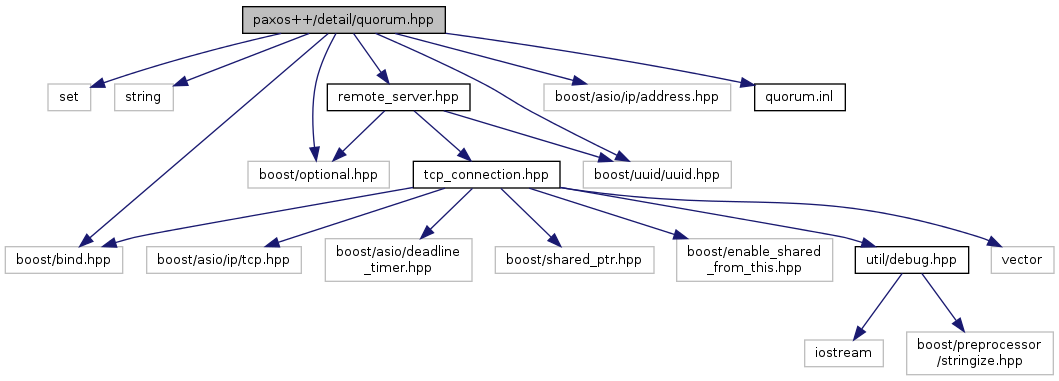 paxos++/detail/quorum.hpp
set
string
remote_server.hpp
boost/asio/ip/address.hpp
quorum.inl
boost/optional.hpp
tcp_connection.hpp
boost/uuid/uuid.hpp
boost/bind.hpp
boost/asio/ip/tcp.hpp
boost/asio/deadline
_timer.hpp
boost/shared_ptr.hpp
boost/enable_shared
_from_this.hpp
util/debug.hpp
vector
iostream
boost/preprocessor
/stringize.hpp